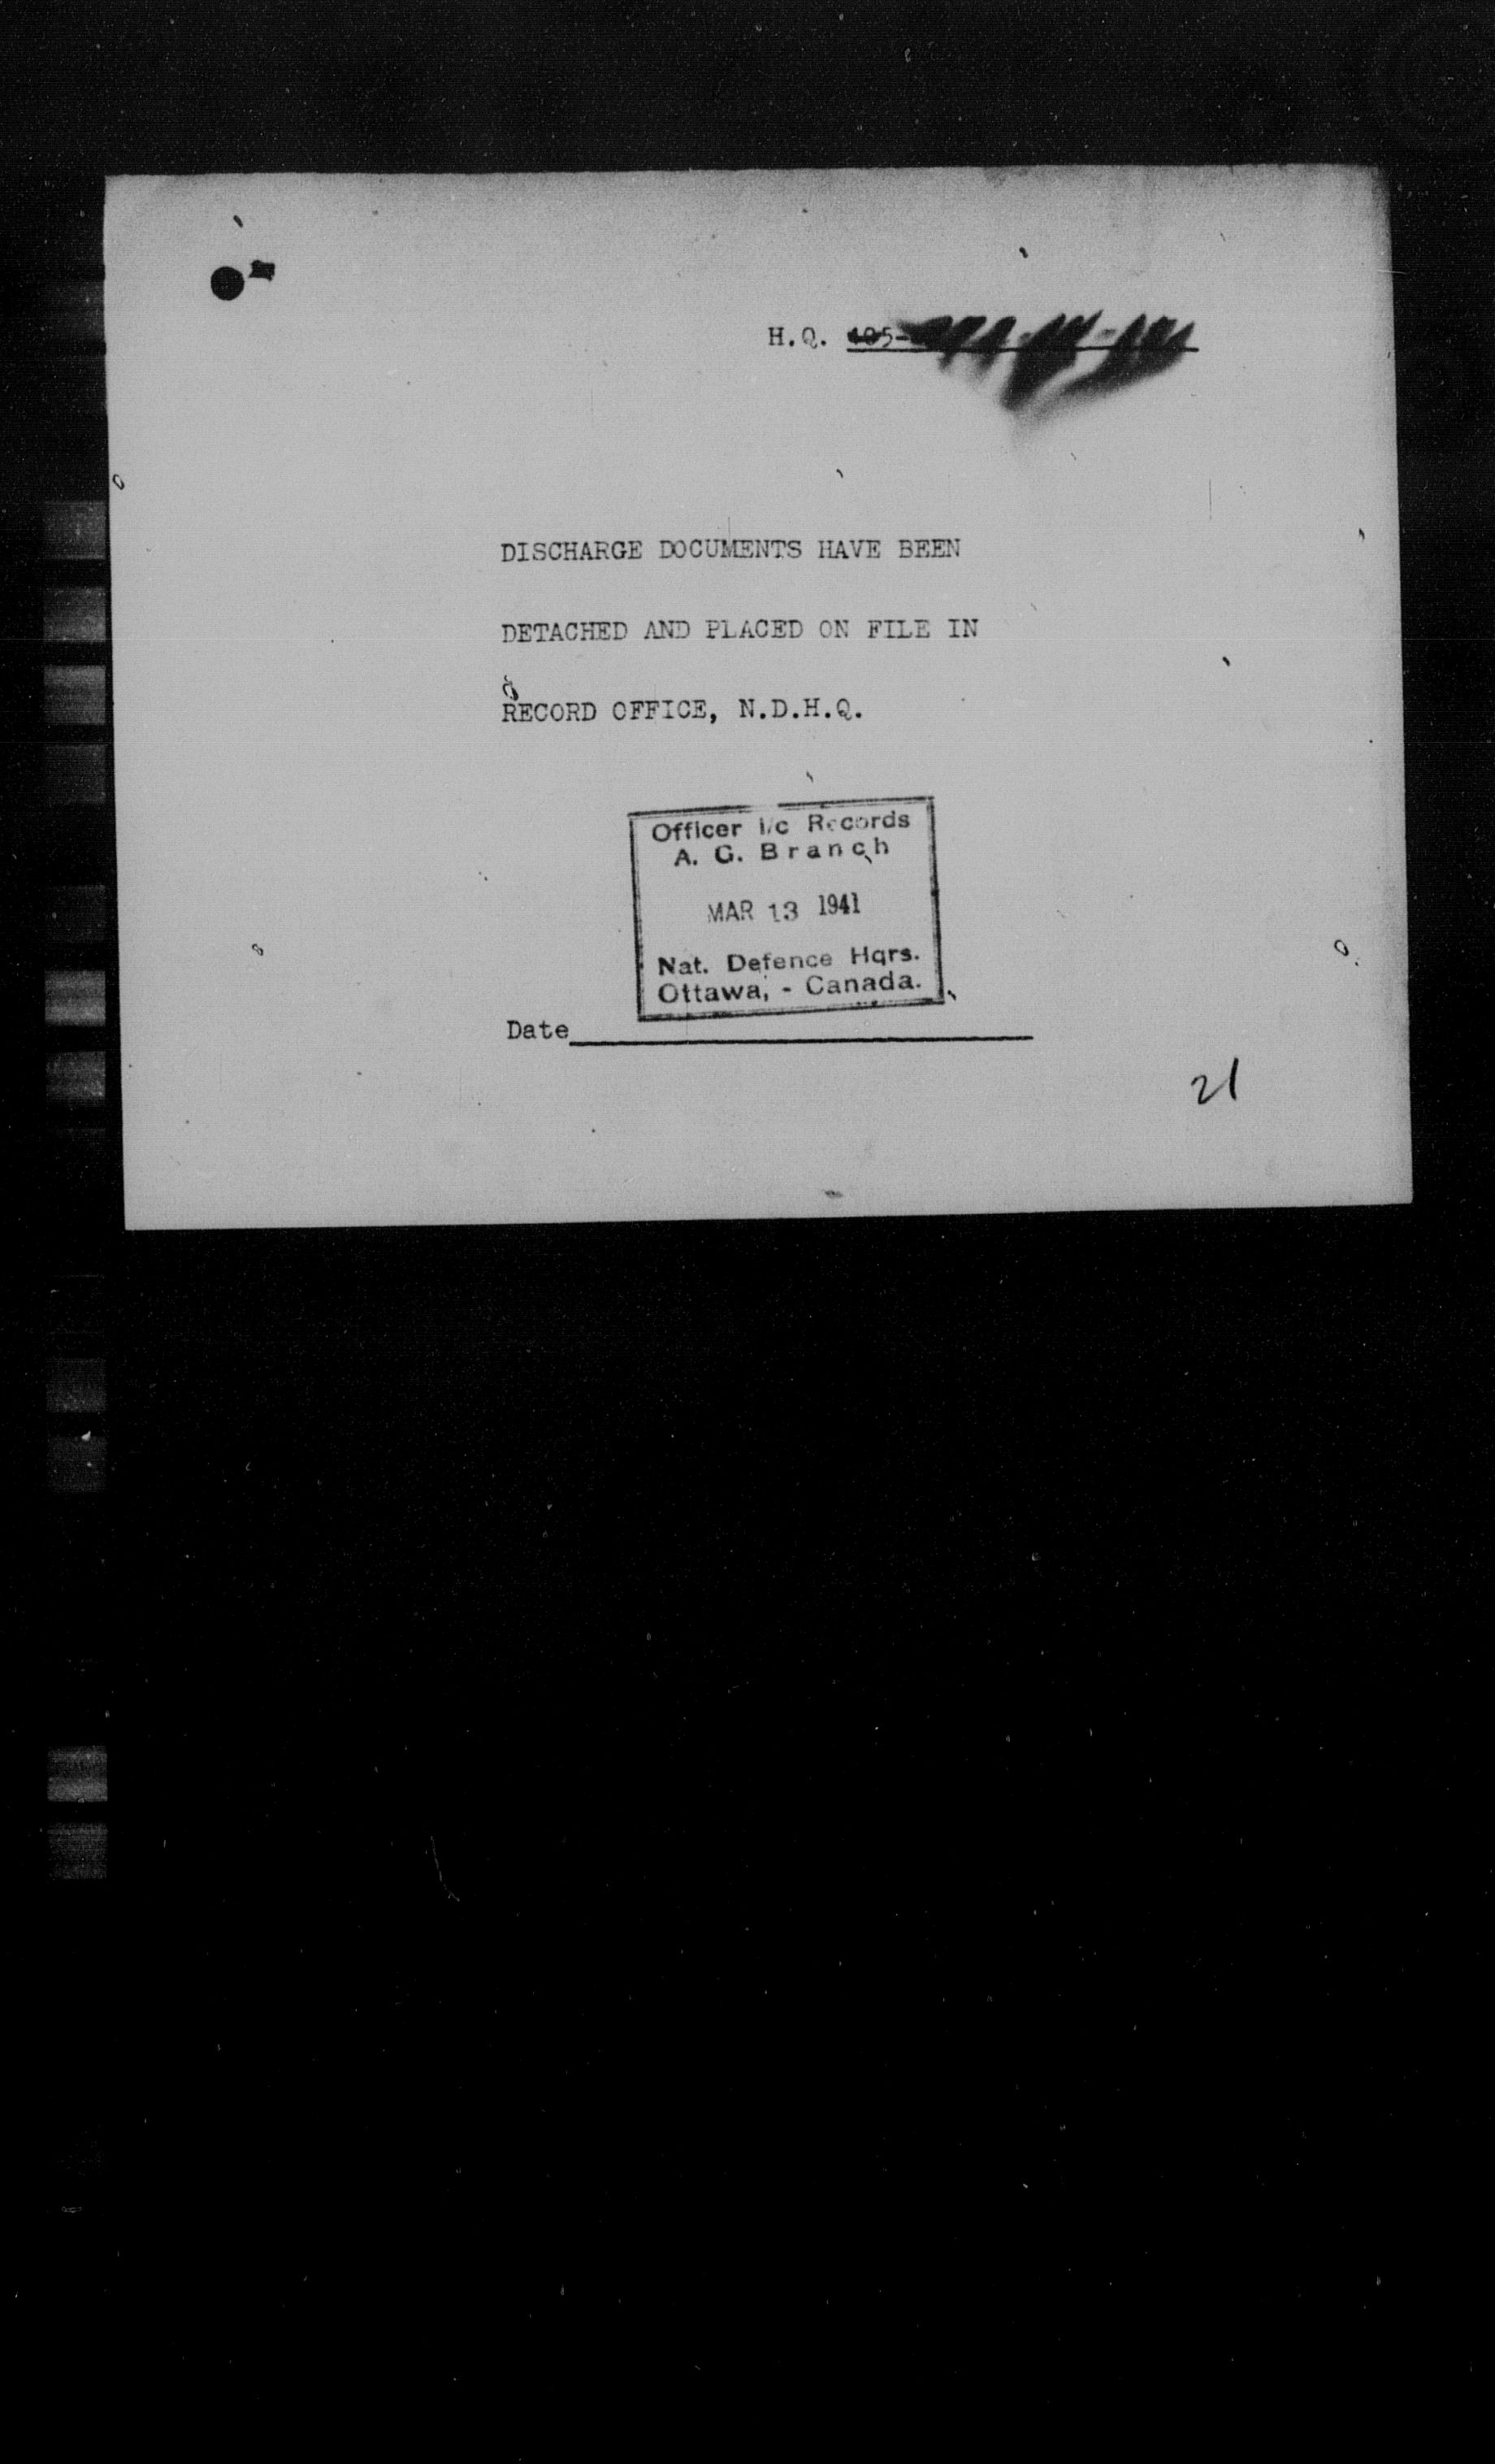 H.Q. 405-
DISCHARGE DOCUMENTS HAVE BEEN
DETACHED AND PLACED ON FILE IN
RECORD OFFICE, N.D.H.Q.
Officer i/c Records
A. G. Branch
MAR 13 1941
Nat. Defence Hqrs.
Ottawa, - Canada.
Date
21